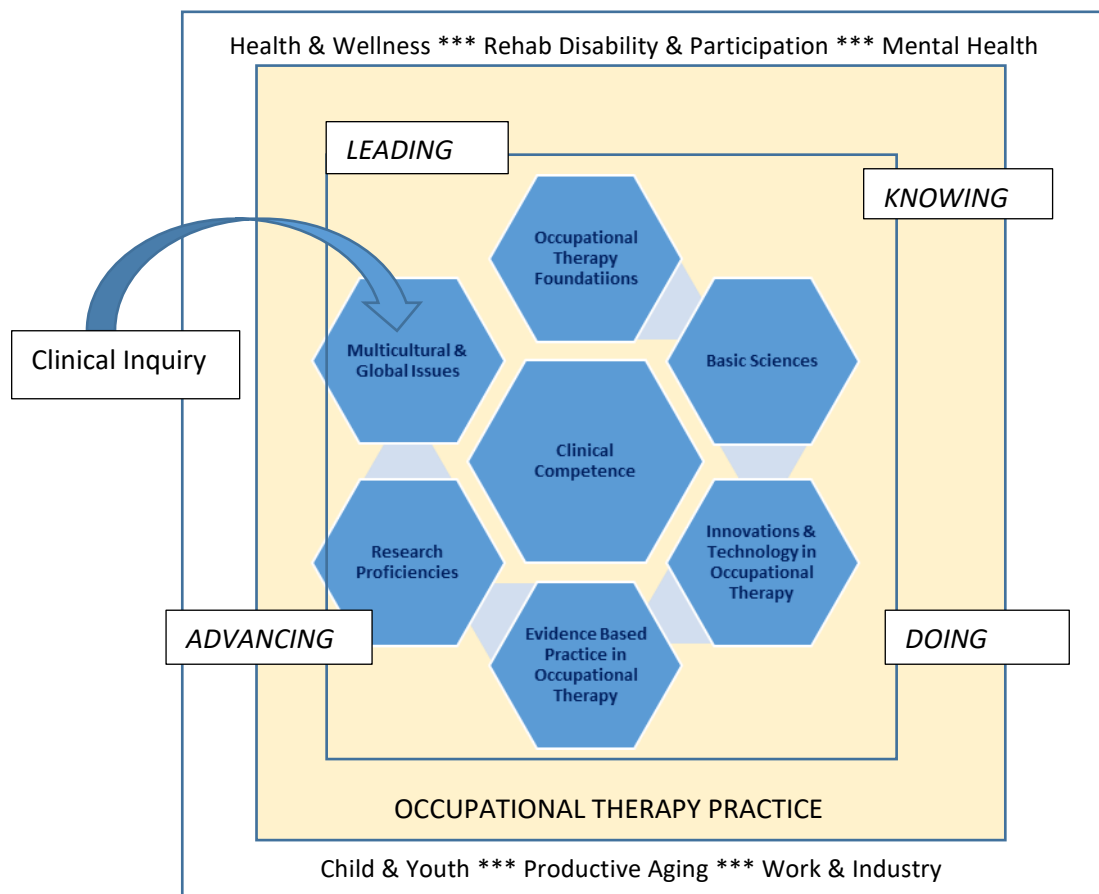 Health & Wellness *** Rehab Disability & Participation *** Mental Health
LEADING
KNOWING
Occupational
Therapy
Foundatiions
Clinical Inquiry
Multicultural &
Global Issues
Basic Sciences
Clinical
Competence
Research
Proficiencies
Innovations &
Technology in
Occupational
Therapy
ADVANCING
Evidence Based
Practice in
Occupational
Therapy
DOING
OCCUPATIONAL THERAPY PRACTICE
Child & Youth *** Productive Aging *** Work & Industry